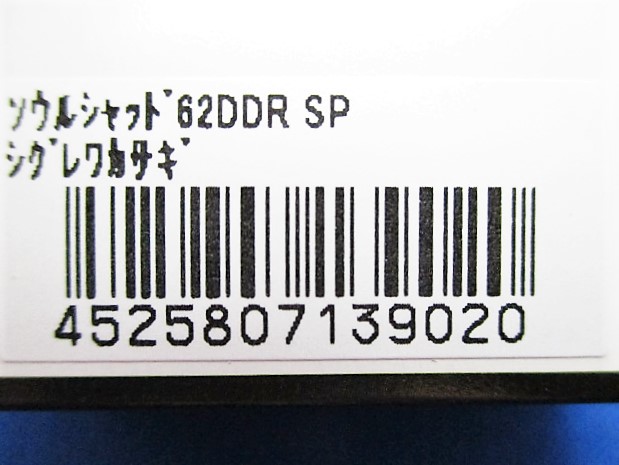 ｿｳﾙｼｬｯﾄﾞ62DDR SP
ｼｸﾞﾚﾜｶｻｷﾞ
4525807139020